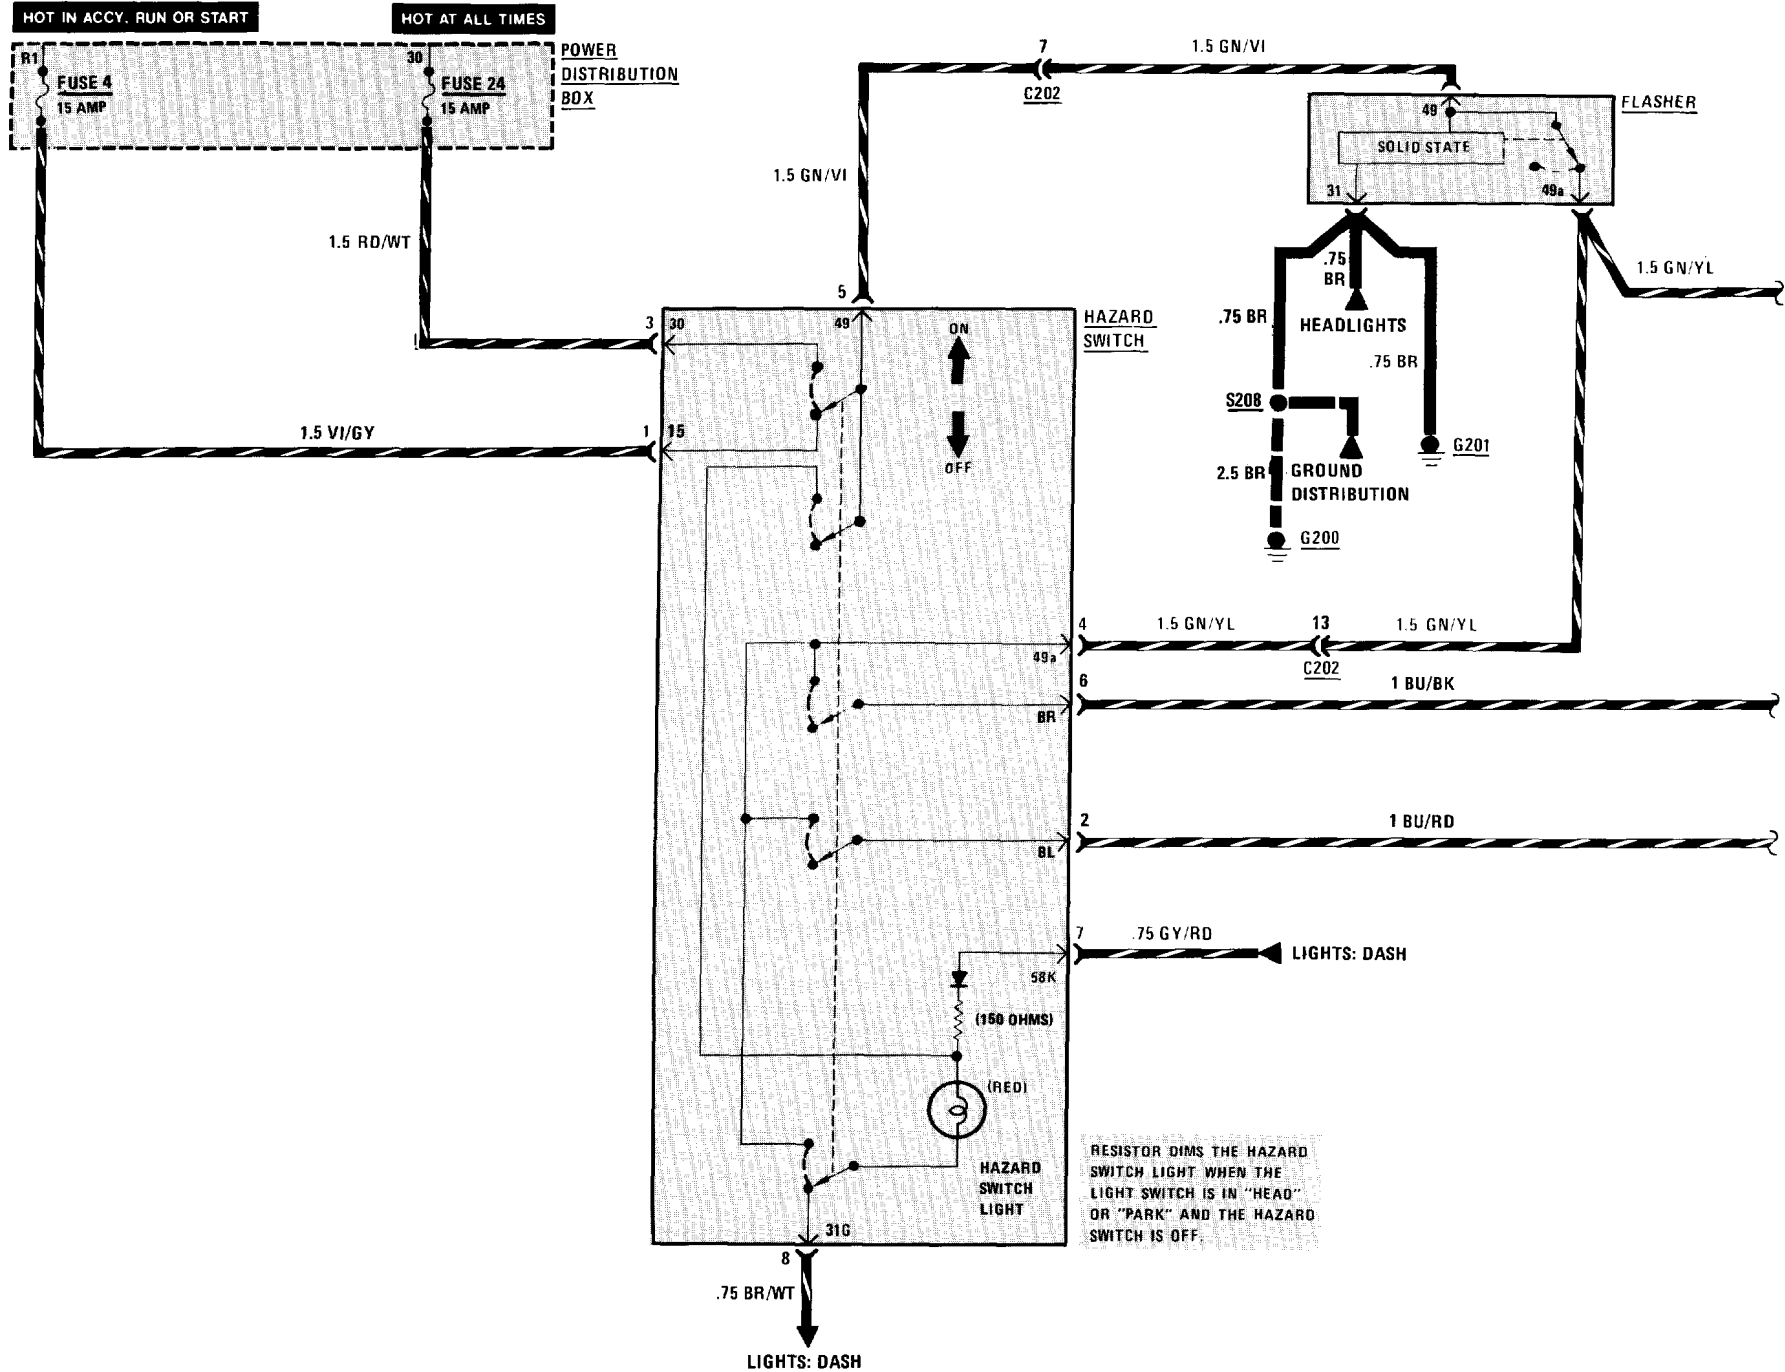 HOT IN ACCY, RUN OR START
HOT AT ALL TIMES
R1
FUSE 4
15 AMP
30
FUSE 24
15 AMP
POWER
DISTRIBUTION
BOX
7
1.5 GN/VI
C202
49
FLASHER
SOLID STATE
31
49a
1.5 GN/VI
1.5 RD/WT
.75
BR
1.5 GN/YL
HEADLIGHTS
.75 BR
.75 BR
5
3
30
49
ON
OFF
HAZARD
SWITCH
S208
1.5 VI/GY
1
15
G201
2.5 BR
GROUND
DISTRIBUTION
G200
4
1.5 GN/YL
13
1.5 GN/YL
49a
C202
6
1 BU/BK
BR
2
1 BU/RD
BL
7
.75 GY/RD
LIGHTS: DASH
58K
(150 OHMS)
(RED)
HAZARD
SWITCH
LIGHT
RESISTOR DIMS THE HAZARD
SWITCH LIGHT WHEN THE
LIGHT SWITCH IS IN "HEAD"
OR "PARK" AND THE HAZARD
SWITCH IS OFF.
31G
8
.75 BR/WT
LIGHTS: DASH